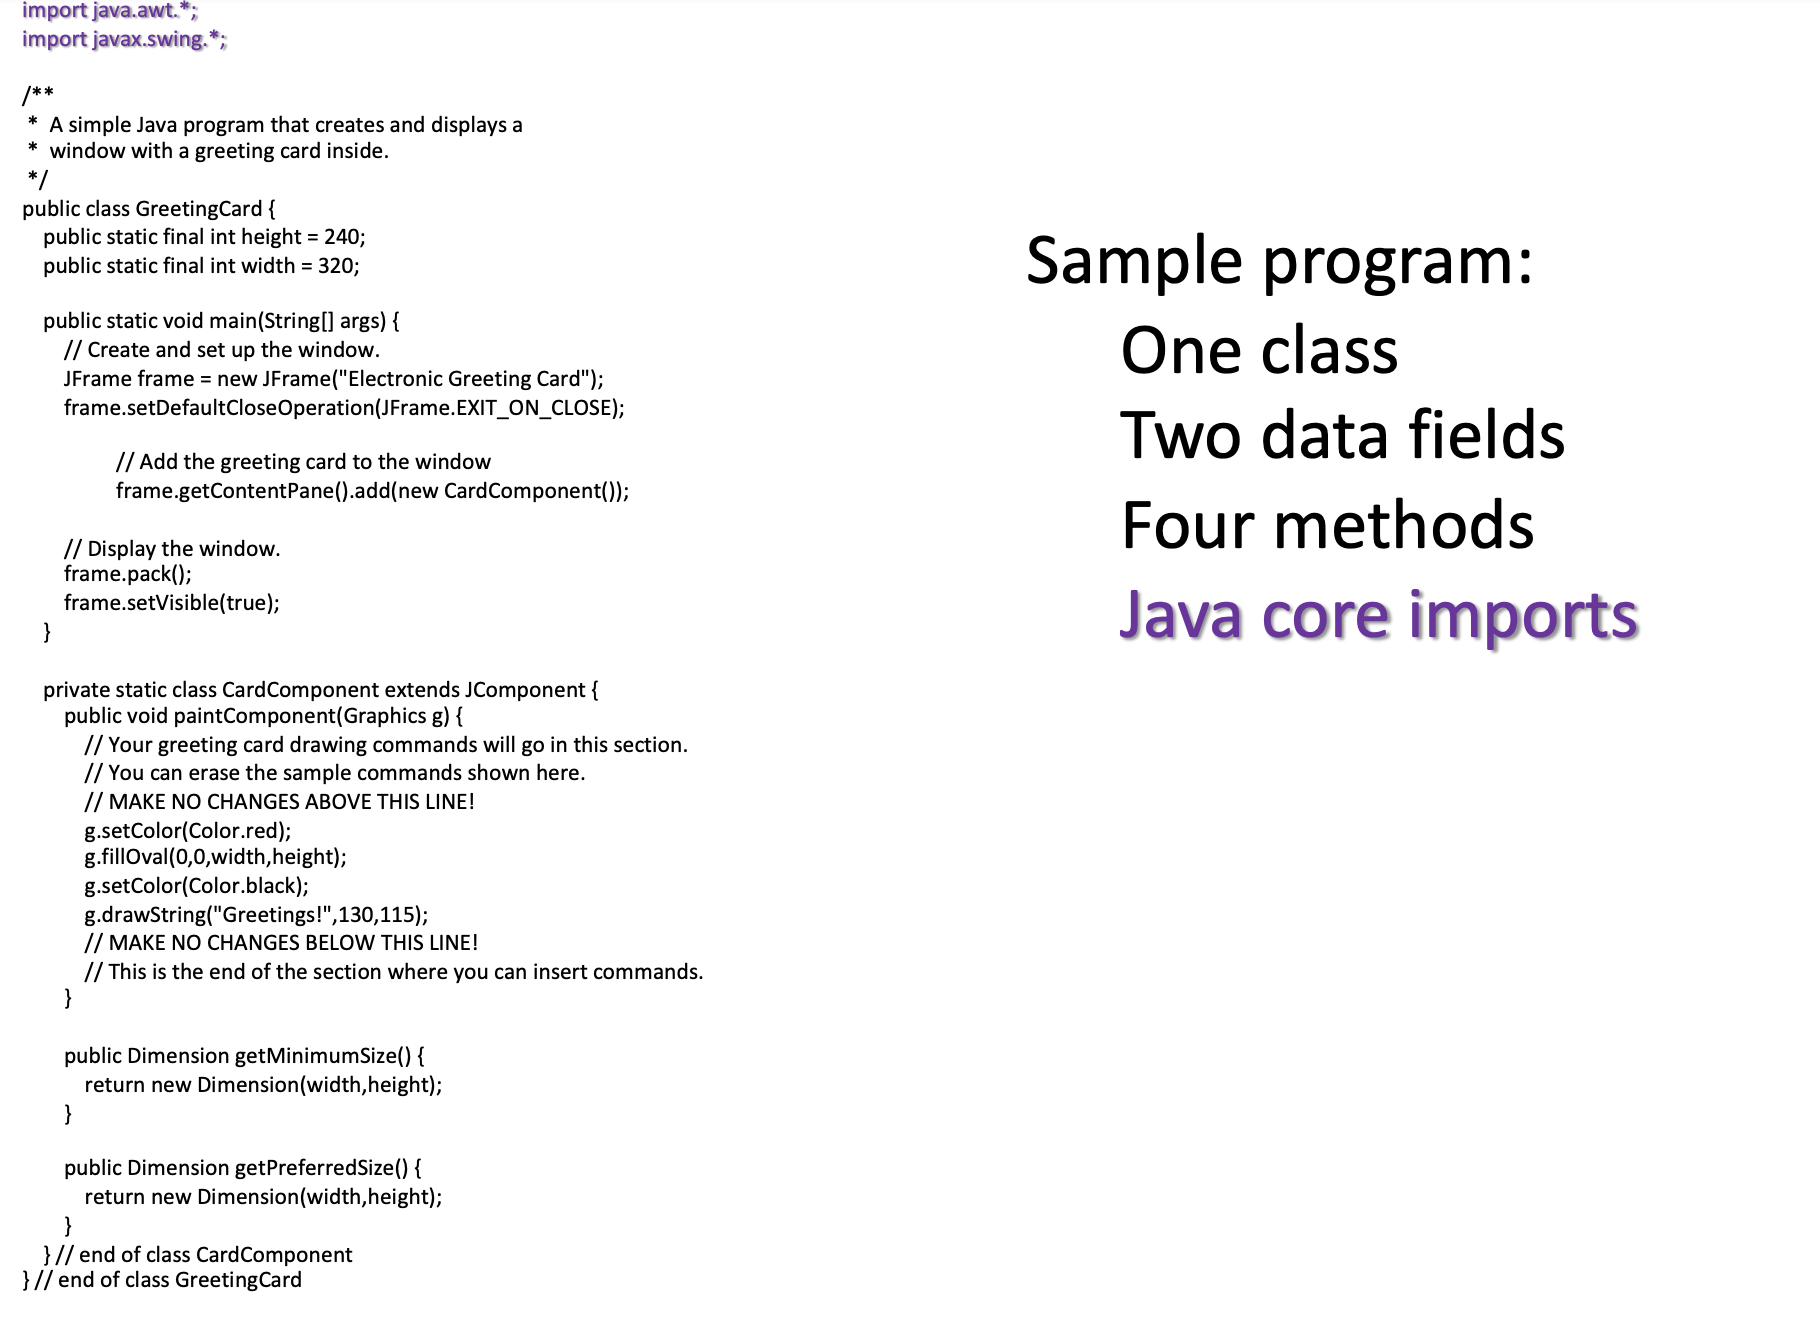 import java.awt.*;
import javax.swing.*;
/**
* A simple Java program that creates and displays a
* window with a greeting card inside.
*/
public class GreetingCard {
public static final int height = 240;
public static final int width = 320;
public static void main(String[] args) {
// Create and set up the window.
JFrame frame = new JFrame("Electronic Greeting Card");
frame.setDefaultCloseOperation(JFrame.EXIT_ON_CLOSE);
// Add the greeting card to the window
frame.getContentPane().add(new CardComponent());
// Display the window.
frame.pack();
frame.setVisible(true);
}
private static class CardComponent extends JComponent {
public void paintComponent(Graphics g) {
// Your greeting card drawing commands will go in this section.
// You can erase the sample commands shown here.
// MAKE NO CHANGES ABOVE THIS LINE!
g.setColor(Color.red);
g.fillOval(0,0,width,height);
g.setColor(Color.black);
g.drawString("Greetings!",130,115);
// MAKE NO CHANGES BELOW THIS LINE!
// This is the end of the section where you can insert commands.
}
public Dimension getMinimumSize() {
return new Dimension(width,height);
}
public Dimension getPreferredSize() {
return new Dimension(width,height);
}
} // end of class CardComponent
} // end of class GreetingCard
Sample program:
One class
Two data fields
Four methods
Java core imports